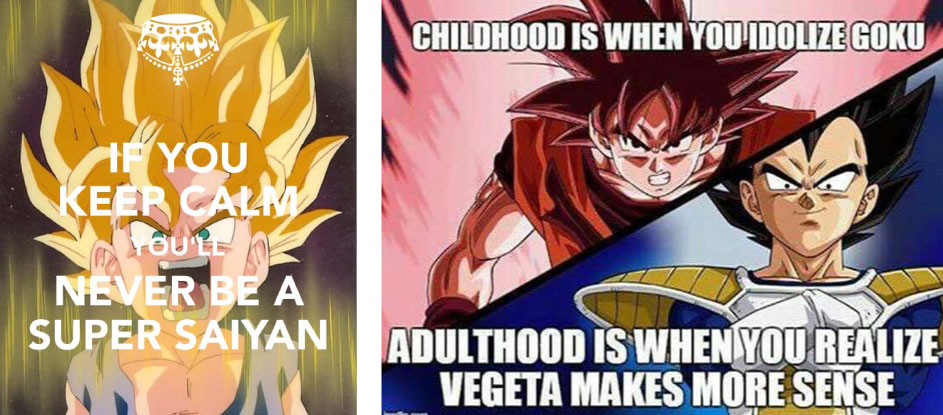 IF YOU
KEEP CALM
YOU'LL
NEVER BE A
SUPER SAIYAN
CHILDHOOD IS WHEN YOU IDOLIZE GOKU
ADULTHOOD IS WHEN YOU REALIZE
VEGETA MAKES MORE SENSE